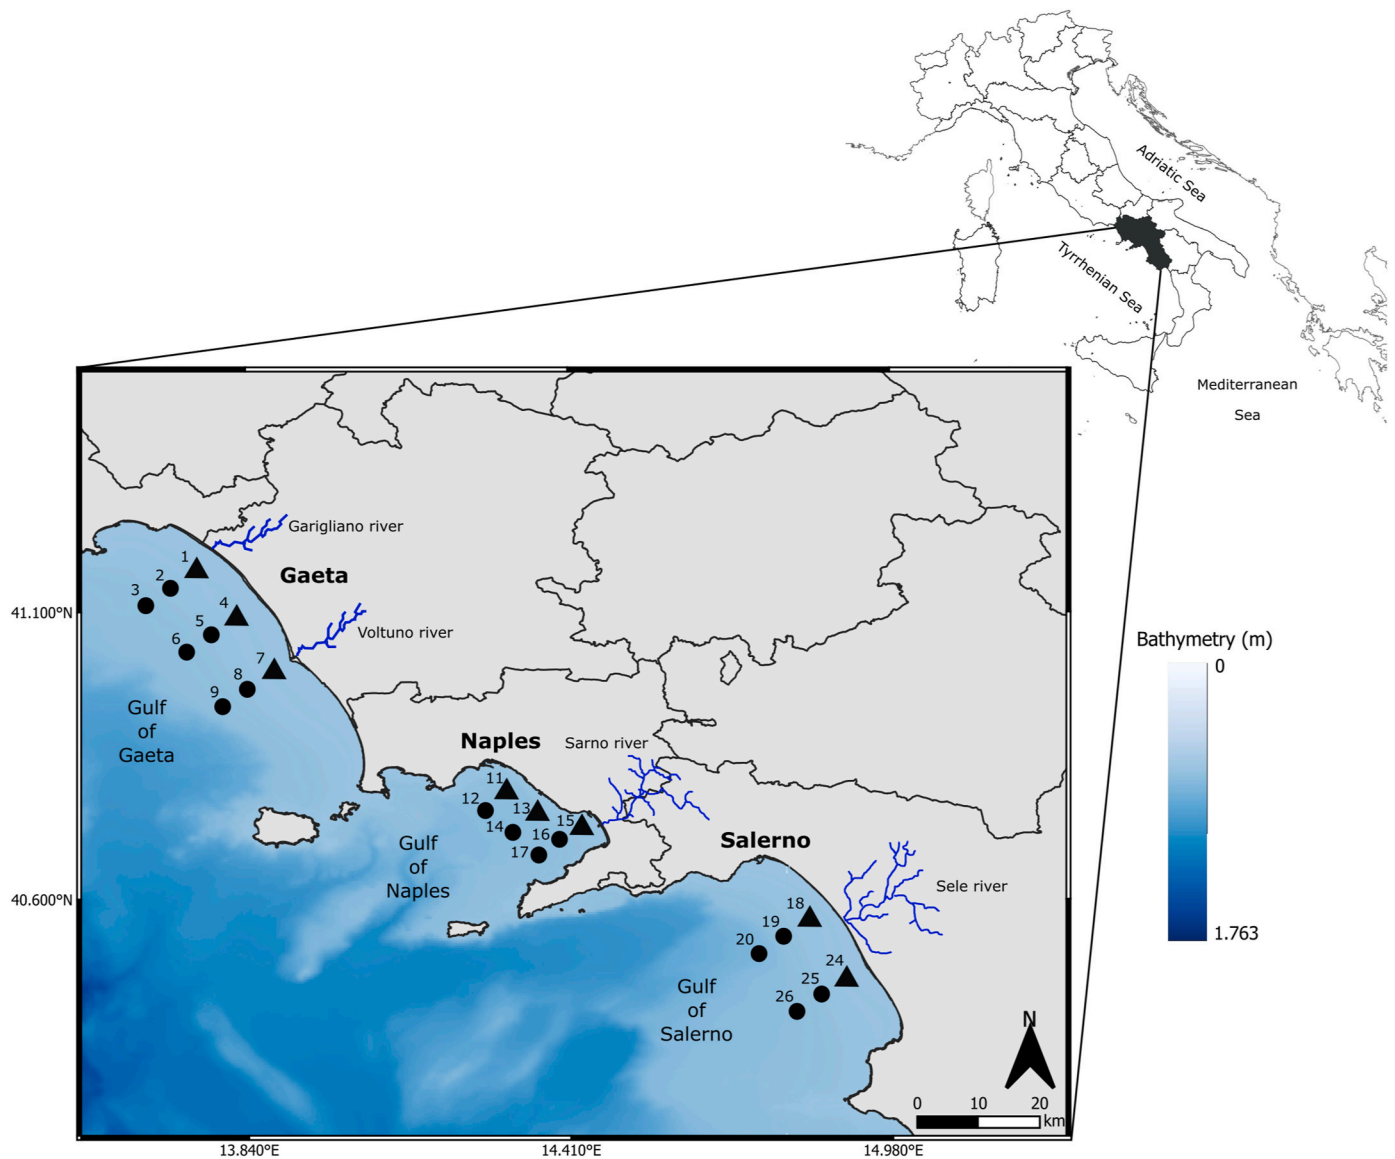 Adriatic Sea
Tyrrhenian Sea
Mediterranean
Sea
Garigliano river
Gaeta
1
2
3
4
5
6
7
8
9
41.100°N
Voltuno river
Gulf
of
Gaeta
Bathymetry (m)
0
1.763
Naples
Sarno river
11
12
13
14
15
16
17
Gulf
of
Naples
Salerno
40.600°N
Sele river
18
19
20
24
25
26
Gulf
of
Salerno
N
0 10 20
km
13.840°E
14.410°E
14.980°E